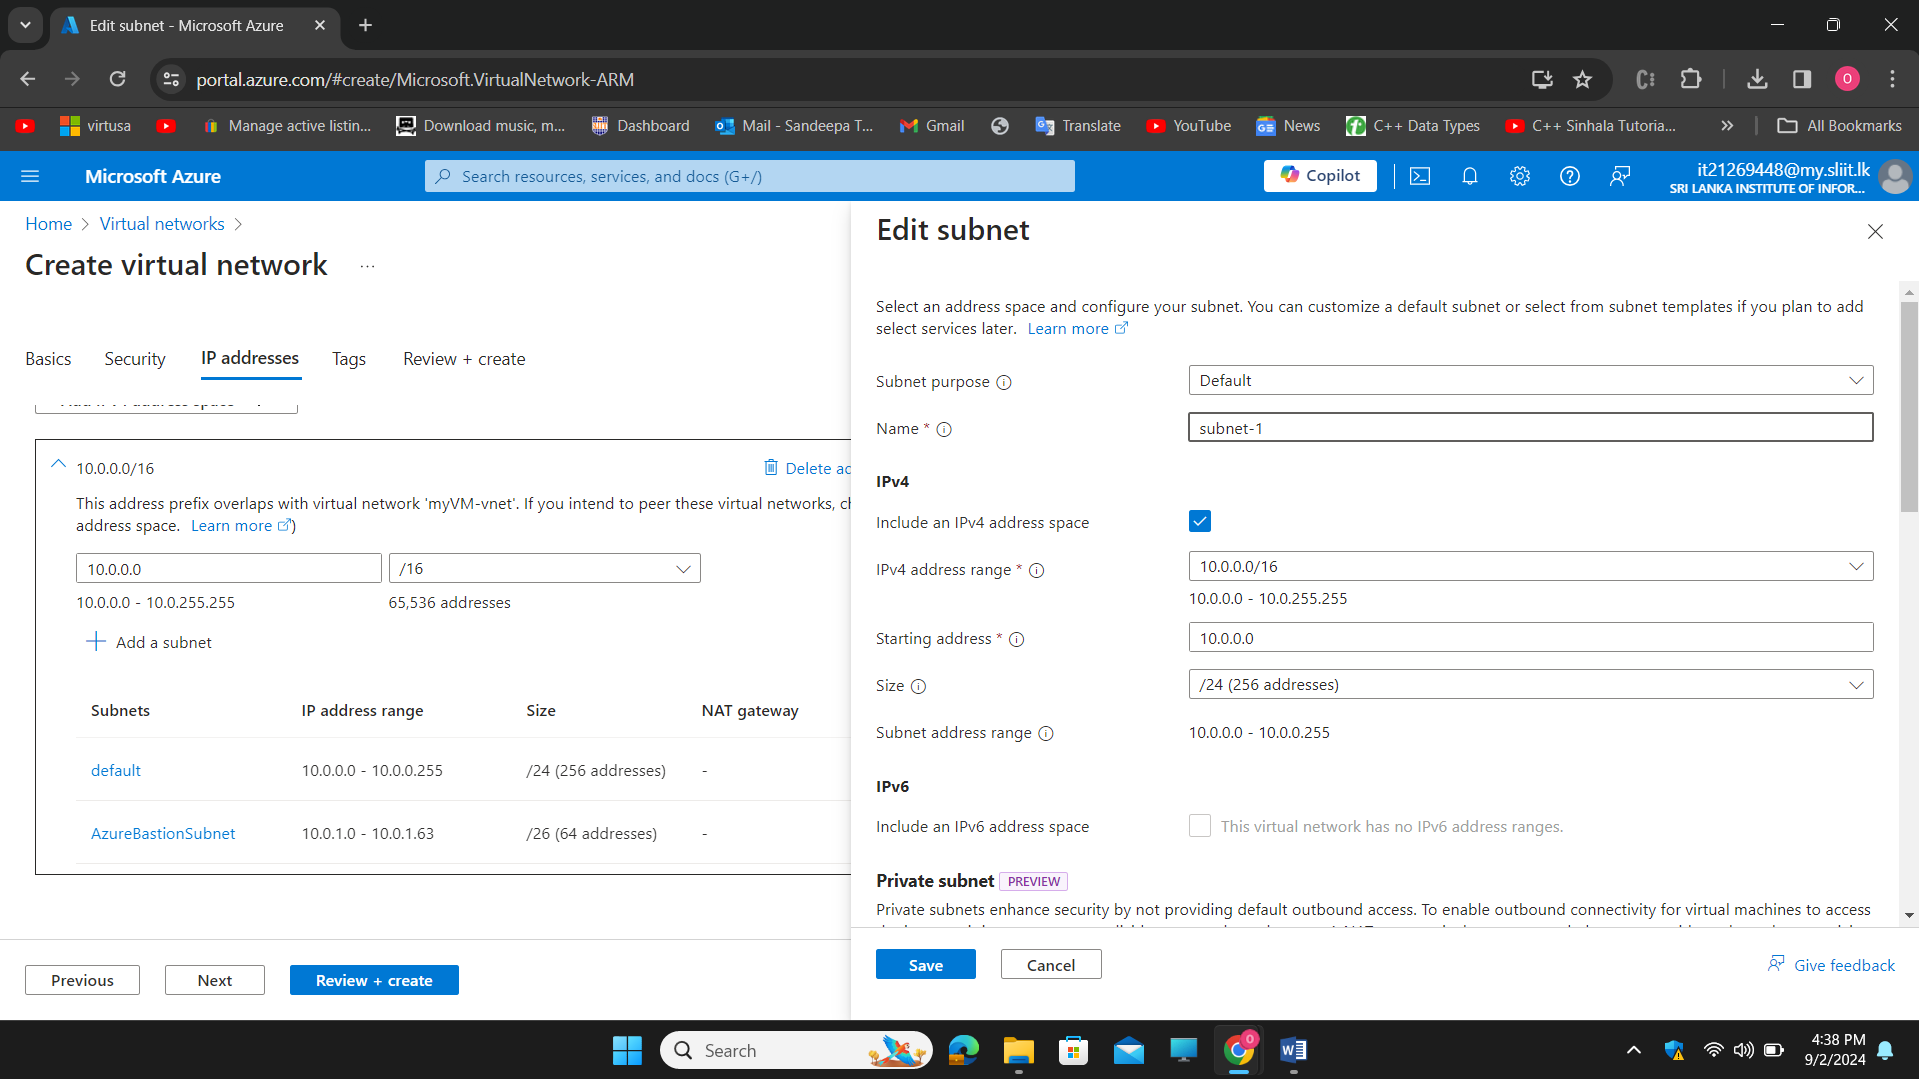 Edit subnet - Microsoft Azure
portal.azure.com/#create/Microsoft.VirtualNetwork-ARM
O
virtusa
Manage active listin...
Download music, m...
Dashboard
Mail - Sandeepa T...
Gmail
Translate
YouTube
News
C++ Data Types
C++ Sinhala Tutoria...
All Bookmarks
Microsoft Azure
Search resources, services, and docs (G+/)
Copilot
it21269448@my.sliit.lk
SRI LANKA INSTITUTE OF INFOR...
Home > Virtual networks >
Create virtual network ...
Basics
Security
IP addresses
Tags
Review + create
10.0.0.0/16
Delete ad
This address prefix overlaps with virtual network 'myVM-vnet'. If you intend to peer these virtual networks, ch
address space. Learn more )
10.0.0.0
/16
10.0.0.0 - 10.0.255.255
65,536 addresses
Add a subnet
Subnets IP address range Size NAT gateway
default 10.0.0.0 - 10.0.0.255 /24 (256 addresses) -
AzureBastionSubnet 10.0.1.0 - 10.0.1.63 /26 (64 addresses) -
Previous
Next
Review + create
Edit subnet
Select an address space and configure your subnet. You can customize a default subnet or select from subnet templates if you plan to add
select services later. Learn more
Subnet purpose Default
Name * subnet-1
IPv4
Include an IPv4 address space
IPv4 address range * 10.0.0.0/16
10.0.0.0 - 10.0.255.255
Starting address * 10.0.0.0
Size /24 (256 addresses)
Subnet address range 10.0.0.0 - 10.0.0.255
IPv6
Include an IPv6 address space This virtual network has no IPv6 address ranges.
Private subnet PREVIEW
Private subnets enhance security by not providing default outbound access. To enable outbound connectivity for virtual machines to access
Save
Cancel
Give feedback
Search
4:38 PM
9/2/2024